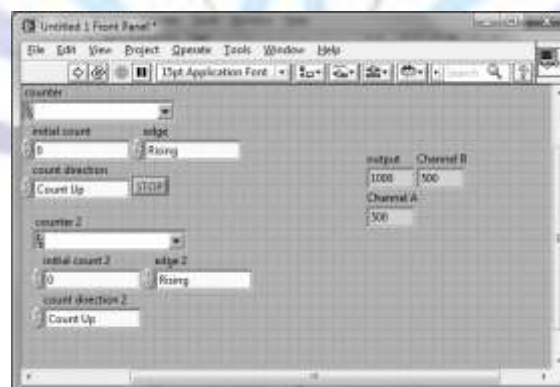 Untitled 1 Front Panel *
File Edit View Project Operate Tools Window Help
15pt Application Font
Search
counter
initial count edge
0 Rising
count direction
Count Up STOP
output Channel B
1000 500
Channel A
500
counter 2
initial count 2 edge 2
0 Rising
count direction 2
Count Up